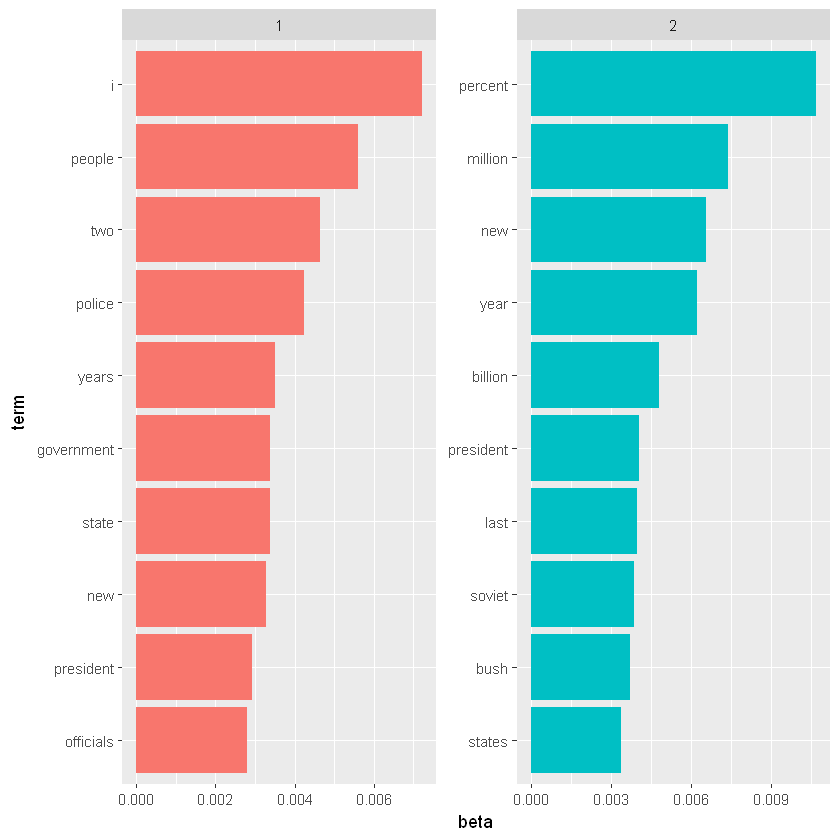 1
2
i
people
two
police
years
government
state
new
president
officials
percent
million
new
year
billion
president
last
soviet
bush
states
0.000 0.002 0.004 0.006
0.000 0.003 0.006 0.009
term
beta